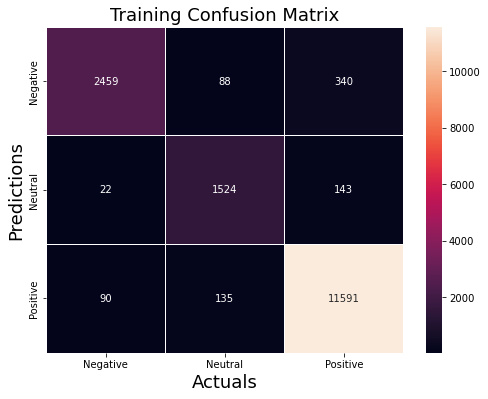 Training Confusion Matrix
Negative
2459 88 340
Neutral
22 1524 143
Positive
90 135 11591
Predictions
Negative Neutral Positive
Actuals
10000
8000
6000
4000
2000